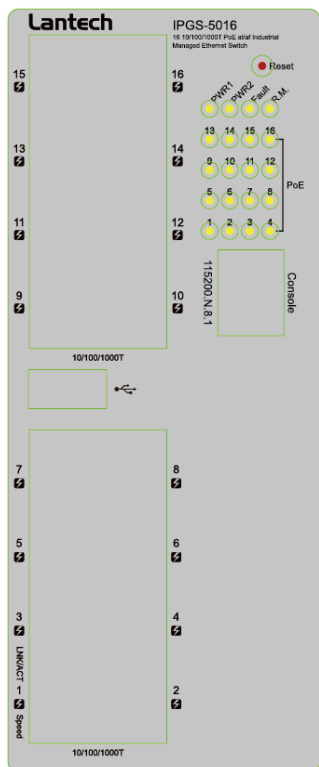 Lantech
IPGS-5016
16 10/100/1000T PoE at/af Industrial
Managed Ethernet Switch
Reset
PWR1 PWR2 Fault R.M.
13 14 15 16
9 10 11 12
5 6 7 8
1 2 3 4
PoE
15 16
13 14
11 12
9 10
115200.N.8.1
Console
10/100/1000T
7 8
5 6
3 4
LNK/ACT
1 2
Speed
10/100/1000T